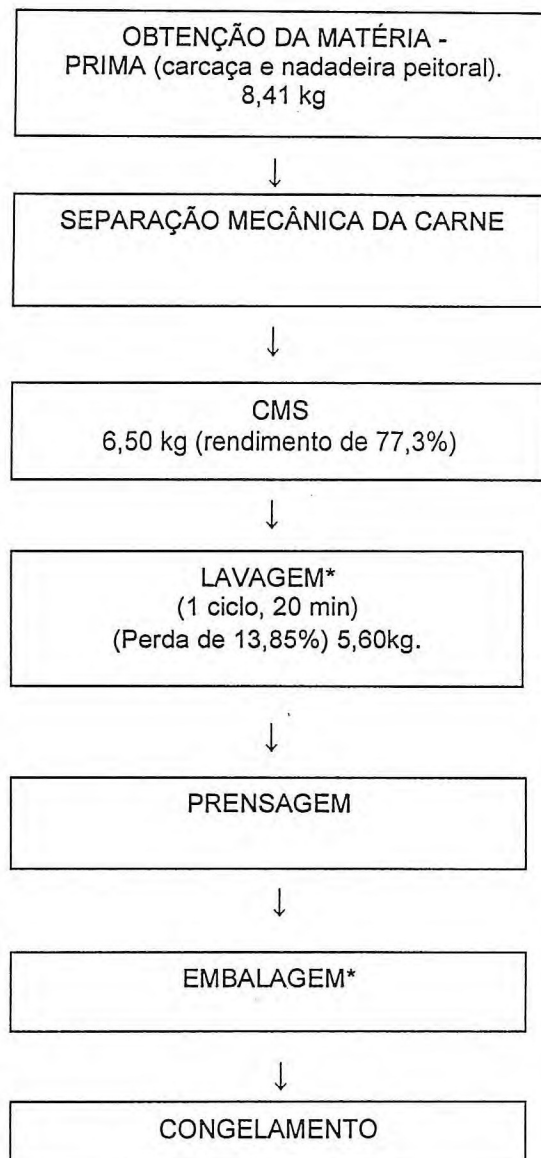 OBTENÇÃO DA MATÉRIA -
PRIMA (carcaça e nadadeira peitoral).
8,41 kg
↓
SEPARAÇÃO MECÂNICA DA CARNE
↓
CMS
6,50 kg (rendimento de 77,3%)
↓
LAVAGEM*
(1 ciclo, 20 min)
(Perda de 13,85%) 5,60kg.
↓
PRENSAGEM
↓
EMBALAGEM*
↓
CONGELAMENTO